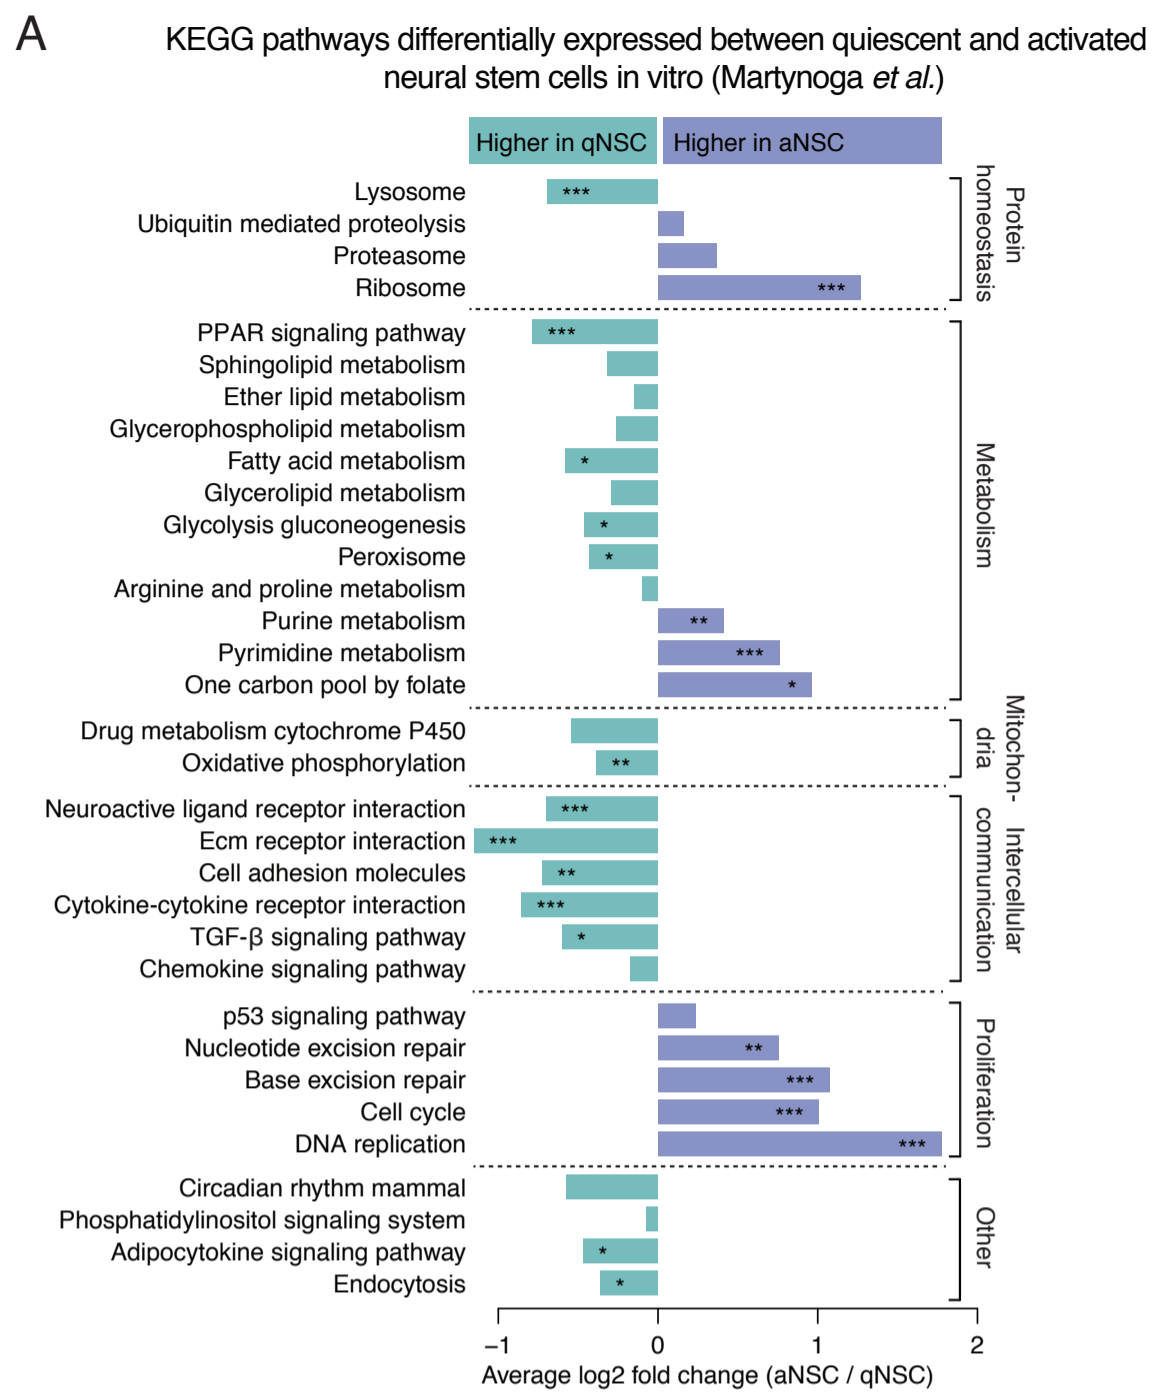 A
KEGG pathways differentially expressed between quiescent and activated
neural stem cells in vitro (Martynoga et al.)
Higher in qNSC
Higher in aNSC
Lysosome
***
Ubiquitin mediated proteolysis
Proteasome
Ribosome
***
Protein
homeostasis
PPAR signaling pathway
***
Sphingolipid metabolism
Ether lipid metabolism
Glycerophospholipid metabolism
Fatty acid metabolism
*
Glycerolipid metabolism
Glycolysis gluconeogenesis
*
Peroxisome
*
Arginine and proline metabolism
Purine metabolism
**
Pyrimidine metabolism
***
One carbon pool by folate
*
Metabolism
Drug metabolism cytochrome P450
Oxidative phosphorylation
**
Mitochon-
dria
Neuroactive ligand receptor interaction
***
Ecm receptor interaction
***
Cell adhesion molecules
**
Cytokine-cytokine receptor interaction
***
TGF-β signaling pathway
*
Chemokine signaling pathway
Intercellular
communication
p53 signaling pathway
Nucleotide excision repair
**
Base excision repair
***
Cell cycle
***
DNA replication
***
Proliferation
Circadian rhythm mammal
Phosphatidylinositol signaling system
Adipocytokine signaling pathway
*
Endocytosis
*
Other
−1 0 1 2
Average log2 fold change (aNSC / qNSC)